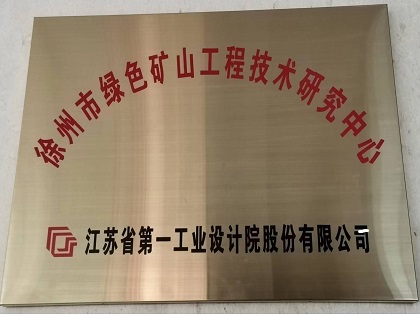 徐州市绿色矿山工程技术研究中心
江苏省第一工业设计院股份有限公司